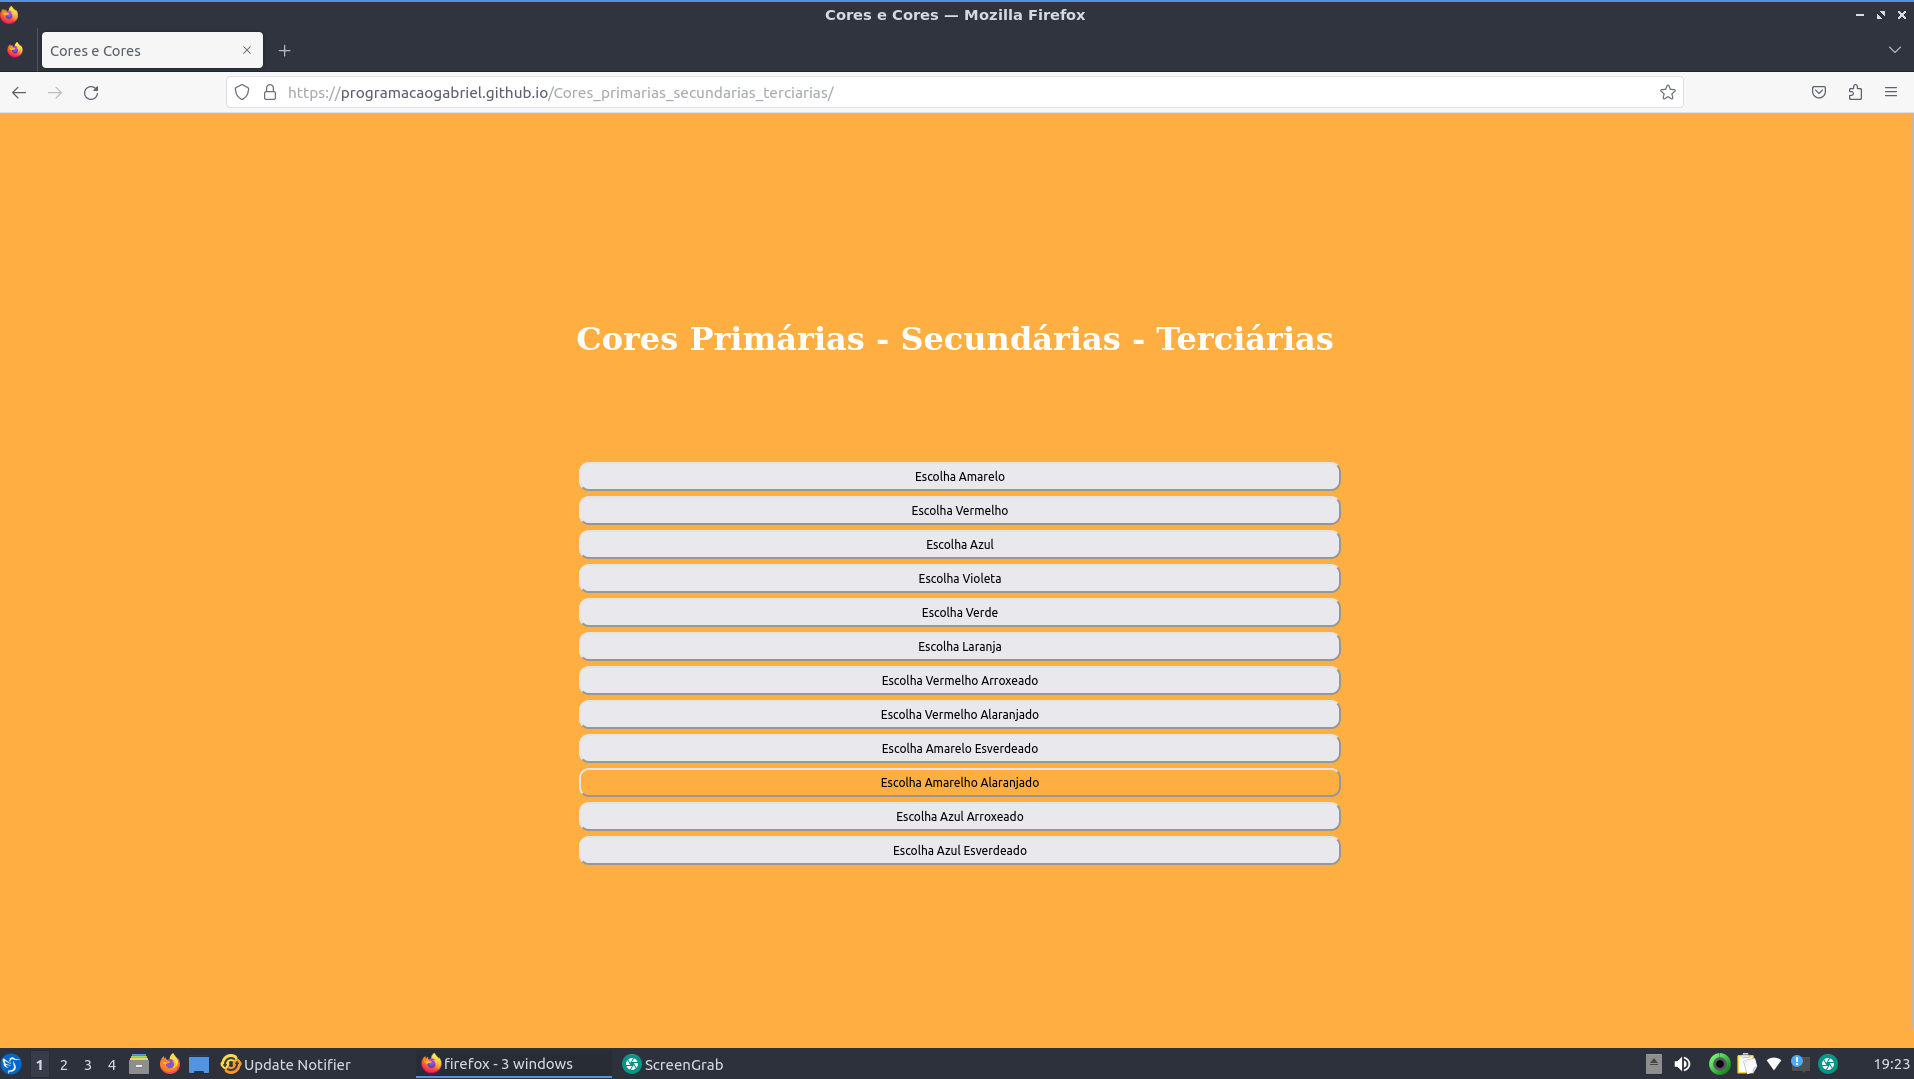 Cores e Cores — Mozilla Firefox
Cores e Cores
https://programacaogabriel.github.io/Cores_primarias_secundarias_terciarias/
Cores Primárias - Secundárias - Terciárias
Escolha Amarelo
Escolha Vermelho
Escolha Azul
Escolha Violeta
Escolha Verde
Escolha Laranja
Escolha Vermelho Arroxeado
Escolha Vermelho Alaranjado
Escolha Amarelo Esverdeado
Escolha Amarelho Alaranjado
Escolha Azul Arroxeado
Escolha Azul Esverdeado
1 2 3 4 Update Notifier firefox - 3 windows ScreenGrab 19:23